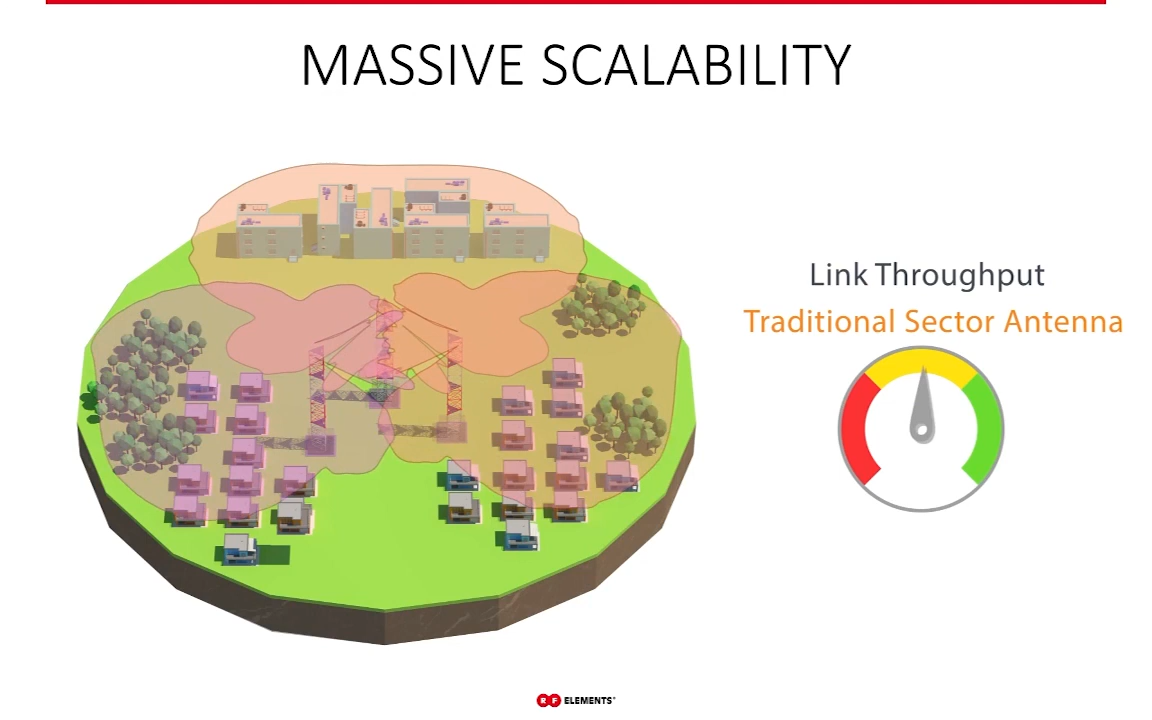 MASSIVE SCALABILITY
Link Throughput
Traditional Sector Antenna
RF ELEMENTS®